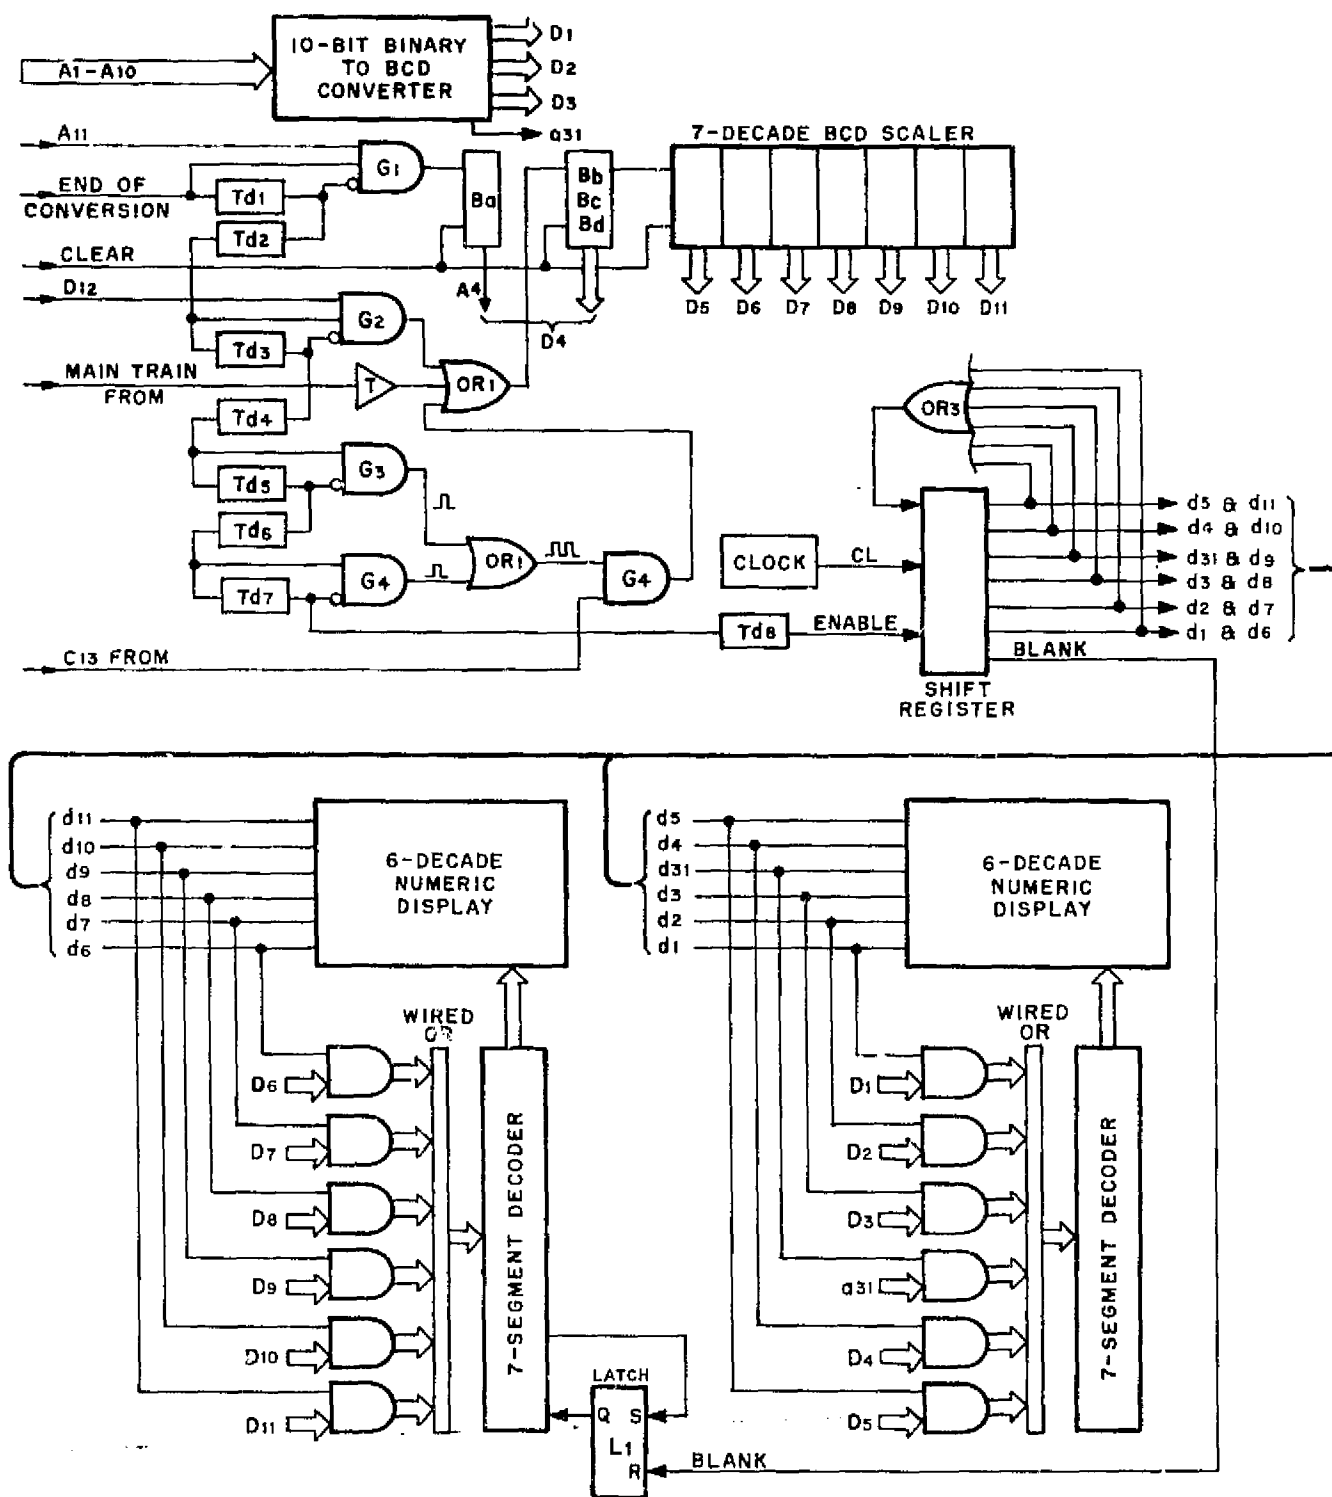 10-BIT BINARY
TO BCD
CONVERTER
A1-A10
D1
D2
D3
a31
A11
G1
END OF
CONVERSION
Td1
Td2
CLEAR
D12
G2
Td3
MAIN TRAIN
FROM
T
OR1
Td4
G3
Td5
Td6
OR1
G4
G4
Td7
C13 FROM
Ba
Bb
Bc
Bd
A4
D4
7-DECADE BCD SCALER
D5 D6 D7 D8 D9 D10 D11
OR3
CLOCK
CL
Td8
ENABLE
SHIFT
REGISTER
d5 & d11
d4 & d10
d31 & d9
d3 & d8
d2 & d7
d1 & d6
BLANK
d11
d10
d9
d8
d7
d6
6-DECADE
NUMERIC
DISPLAY
WIRED
OR
D6
D7
D8
D9
D10
D11
7-SEGMENT DECODER
LATCH
Q S
L1
R
BLANK
d5
d4
d31
d3
d2
d1
6-DECADE
NUMERIC
DISPLAY
WIRED
OR
D1
D2
D3
a31
D4
D5
7-SEGMENT DECODER